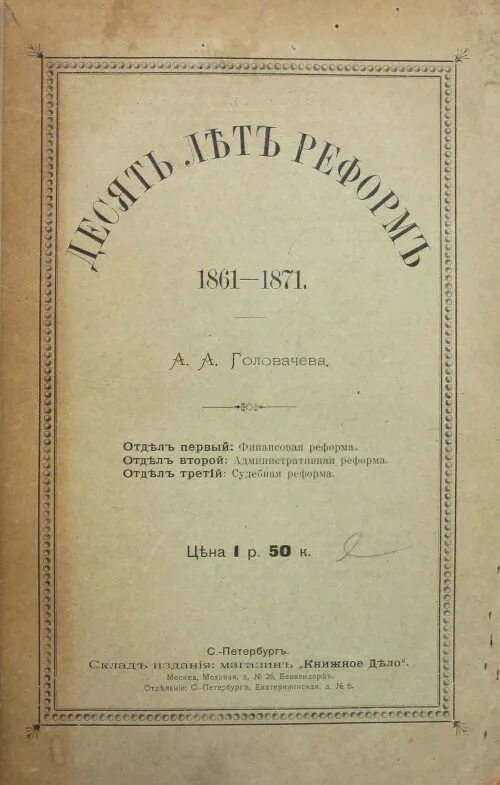 ДЕСЯТЬ ЛѢТЪ РЕФОРМЪ
1861—1871.
А. А. Головачева.
Отдѣлъ первый: Финансовая реформа.
Отдѣлъ второй: Административная реформа.
Отдѣлъ третій: Судебная реформа.
Цѣна 1 р. 50 к.
С.-Петербургъ.
Складъ изданія: магазинъ „Книжное Дѣло".
Москва, Моховая, д. № 26, Бенкендорфъ.
Отдѣленіе: С.-Петербургъ, Екатерининская, д. № 6.